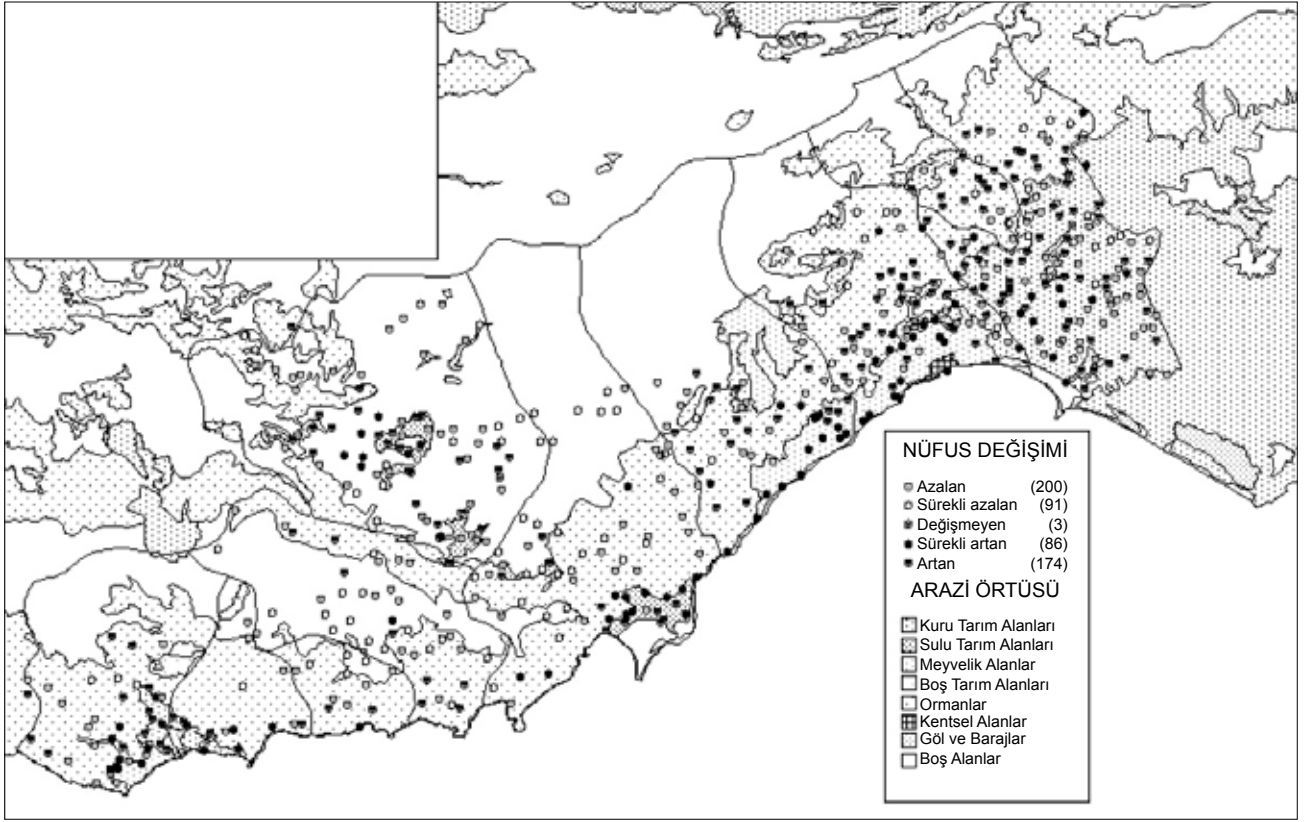 NÜFUS DEĞİŞİMİ
Azalan (200)
Sürekli azalan (91)
Değişmeyen (3)
Sürekli artan (86)
Artan (174)
ARAZİ ÖRTÜSÜ
Kuru Tarım Alanları
Sulu Tarım Alanları
Meyvelik Alanlar
Boş Tarım Alanları
Ormanlar
Kentsel Alanlar
Göl ve Barajlar
Boş Alanlar